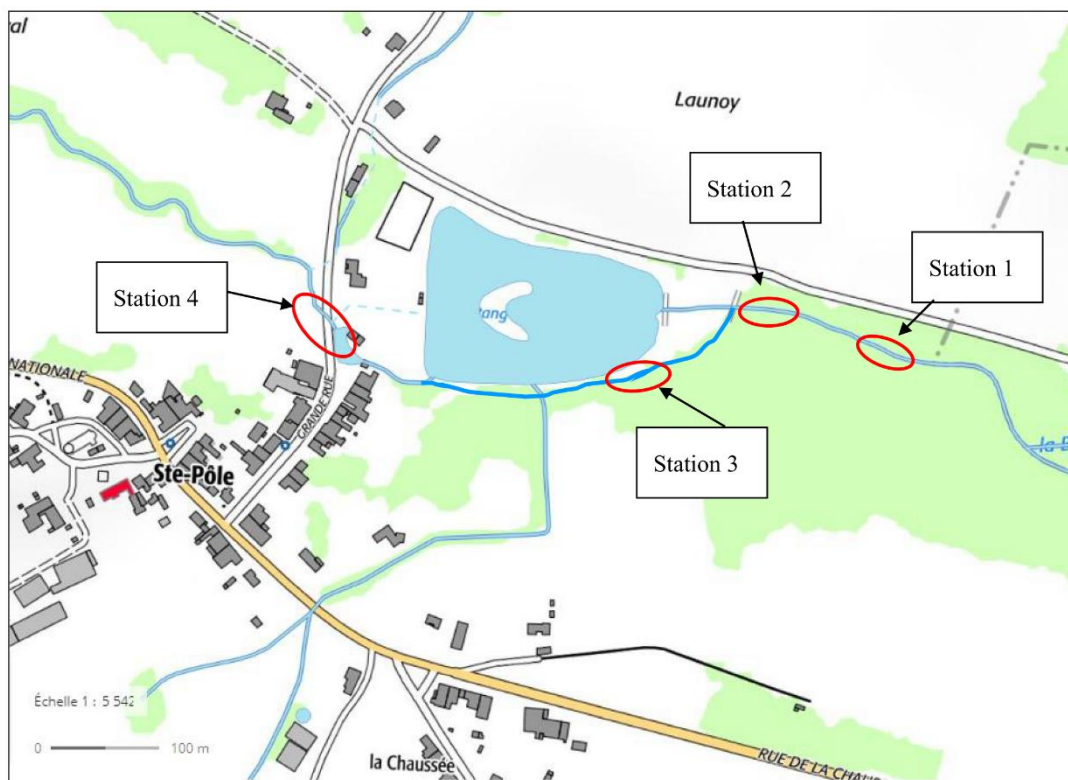 al
Launoy
Station 2
Station 1
Station 4
tang
NATIONALE
GRANDE RUE
Station 3
la B
Ste-Pôle
Échelle 1 : 5 542
0 100 m
la Chaussée
RUE DE LA CHAU